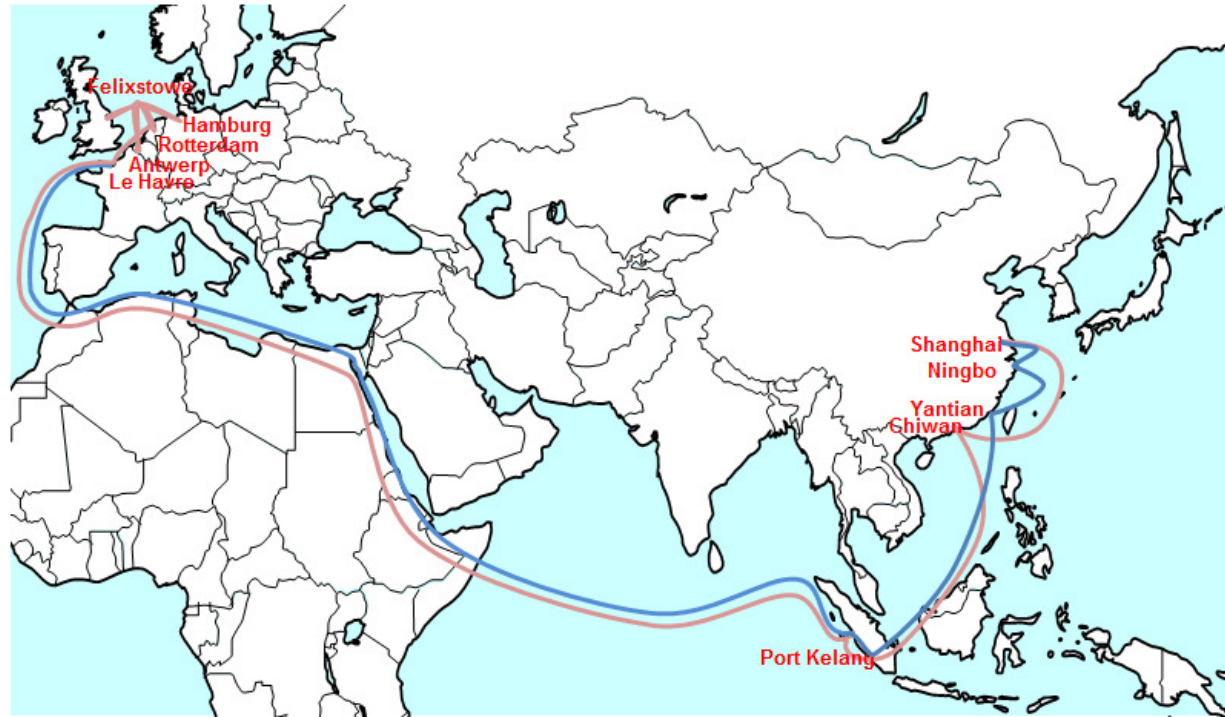 Felixstowe
Hamburg
Rotterdam
Antwerp
Le Havre
Shanghai
Ningbo
Yantian
Chiwan
Port Kelang